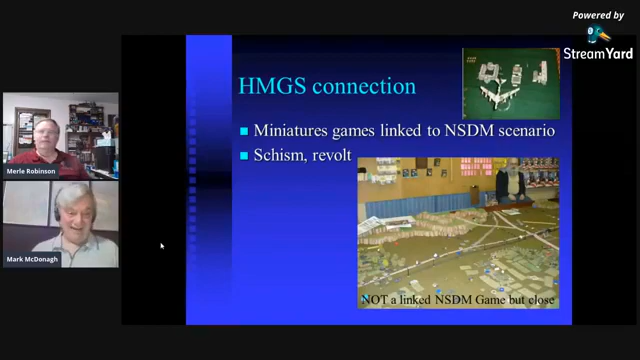 Powered by
StreamYard
HMGS connection
Miniatures games linked to NSDM scenario
Schism, revolt
NOT a linked NSDM Game but close
Merle Robinson
Mark McDonagh